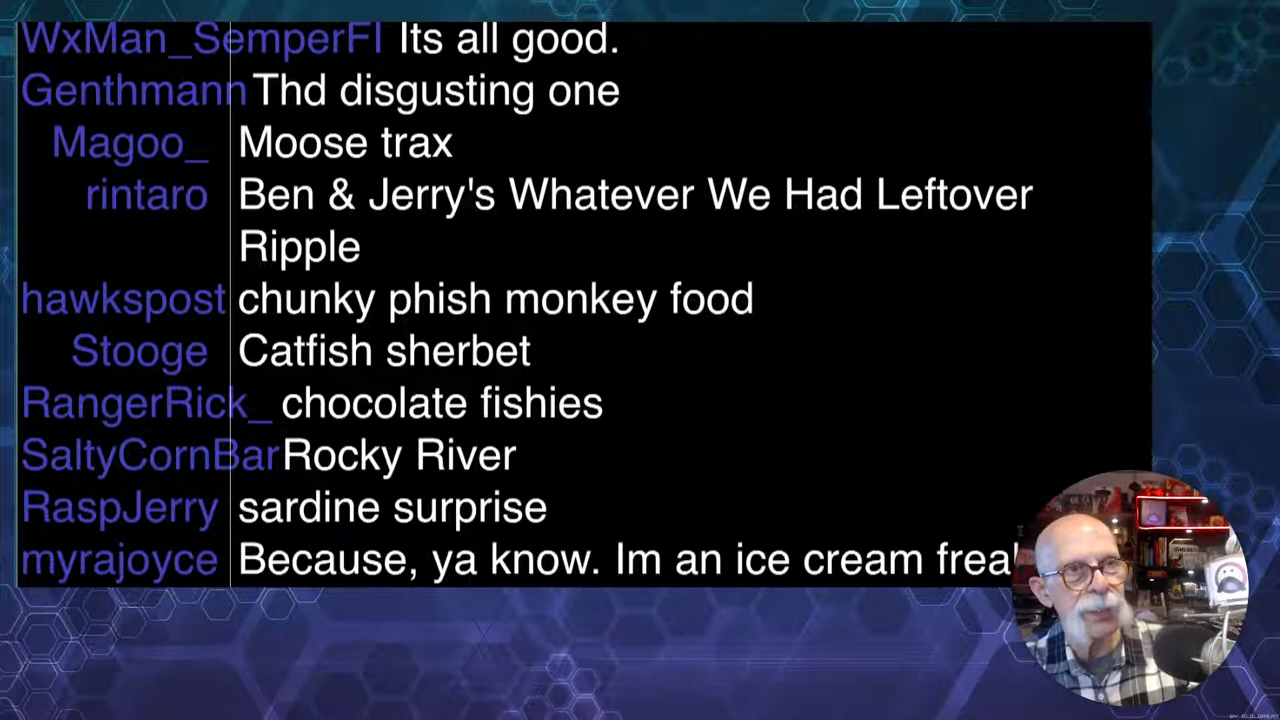 WxMan_SemperFI Its all good.
Genthmann Thd disgusting one
Magoo_ Moose trax
rintaro Ben & Jerry's Whatever We Had Leftover
Ripple
hawkspost chunky phish monkey food
Stooge Catfish sherbet
RangerRick_ chocolate fishies
SaltyCornBar Rocky River
RaspJerry sardine surprise
myrajoyce Because, ya know. Im an ice cream frea